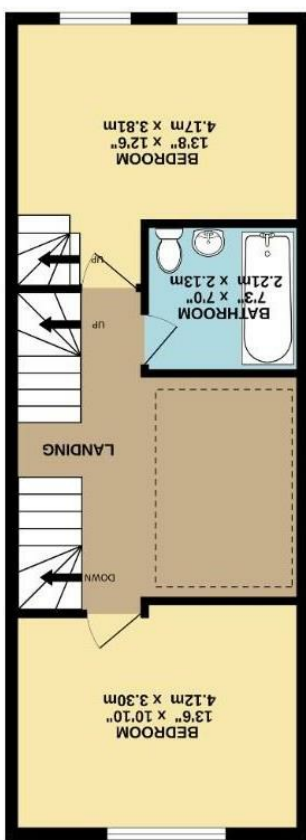 BEDROOM
13'6" x 10'10"
4.12m x 3.30m
DOWN
LANDING
UP
BATHROOM
7'3" x 7'0"
2.21m x 2.13m
UP
BEDROOM
13'8" x 12'6"
4.17m x 3.81m